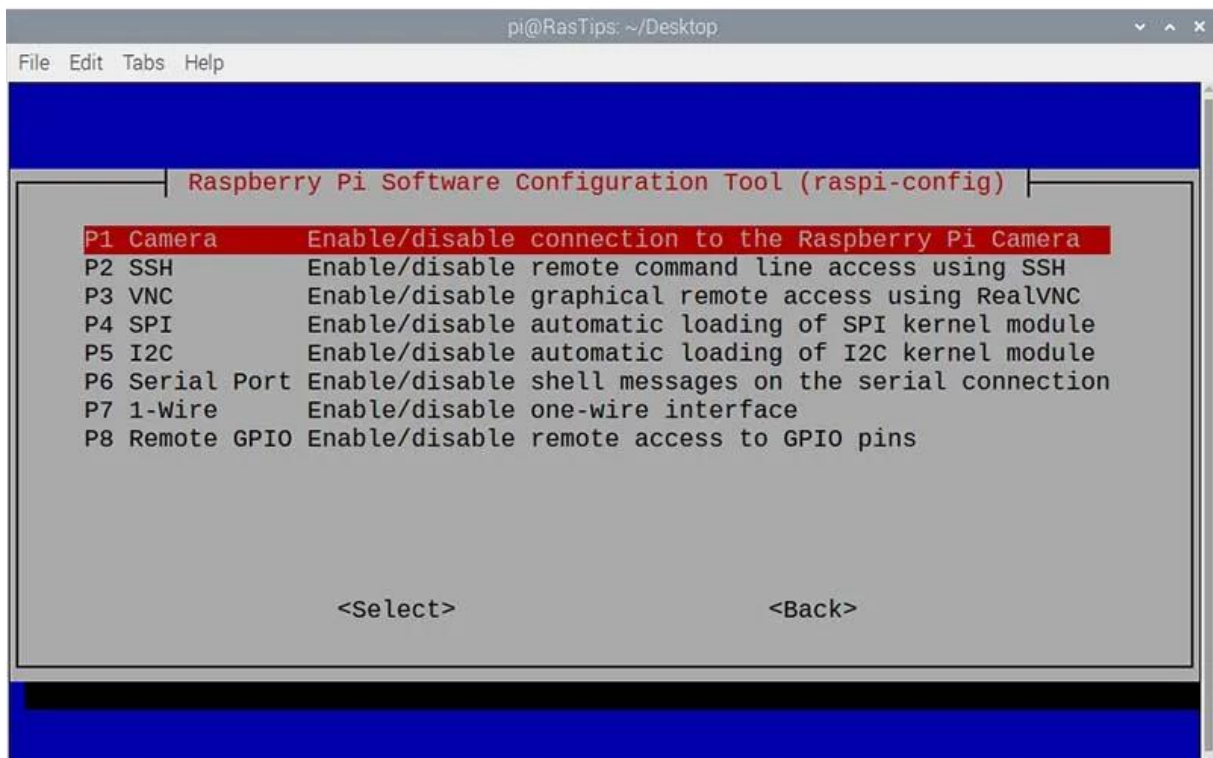 pi@RasTips: ~/Desktop
File Edit Tabs Help
Raspberry Pi Software Configuration Tool (raspi-config)
P1 Camera Enable/disable connection to the Raspberry Pi Camera
P2 SSH Enable/disable remote command line access using SSH
P3 VNC Enable/disable graphical remote access using RealVNC
P4 SPI Enable/disable automatic loading of SPI kernel module
P5 I2C Enable/disable automatic loading of I2C kernel module
P6 Serial Port Enable/disable shell messages on the serial connection
P7 1-Wire Enable/disable one-wire interface
P8 Remote GPIO Enable/disable remote access to GPIO pins
<Select> <Back>